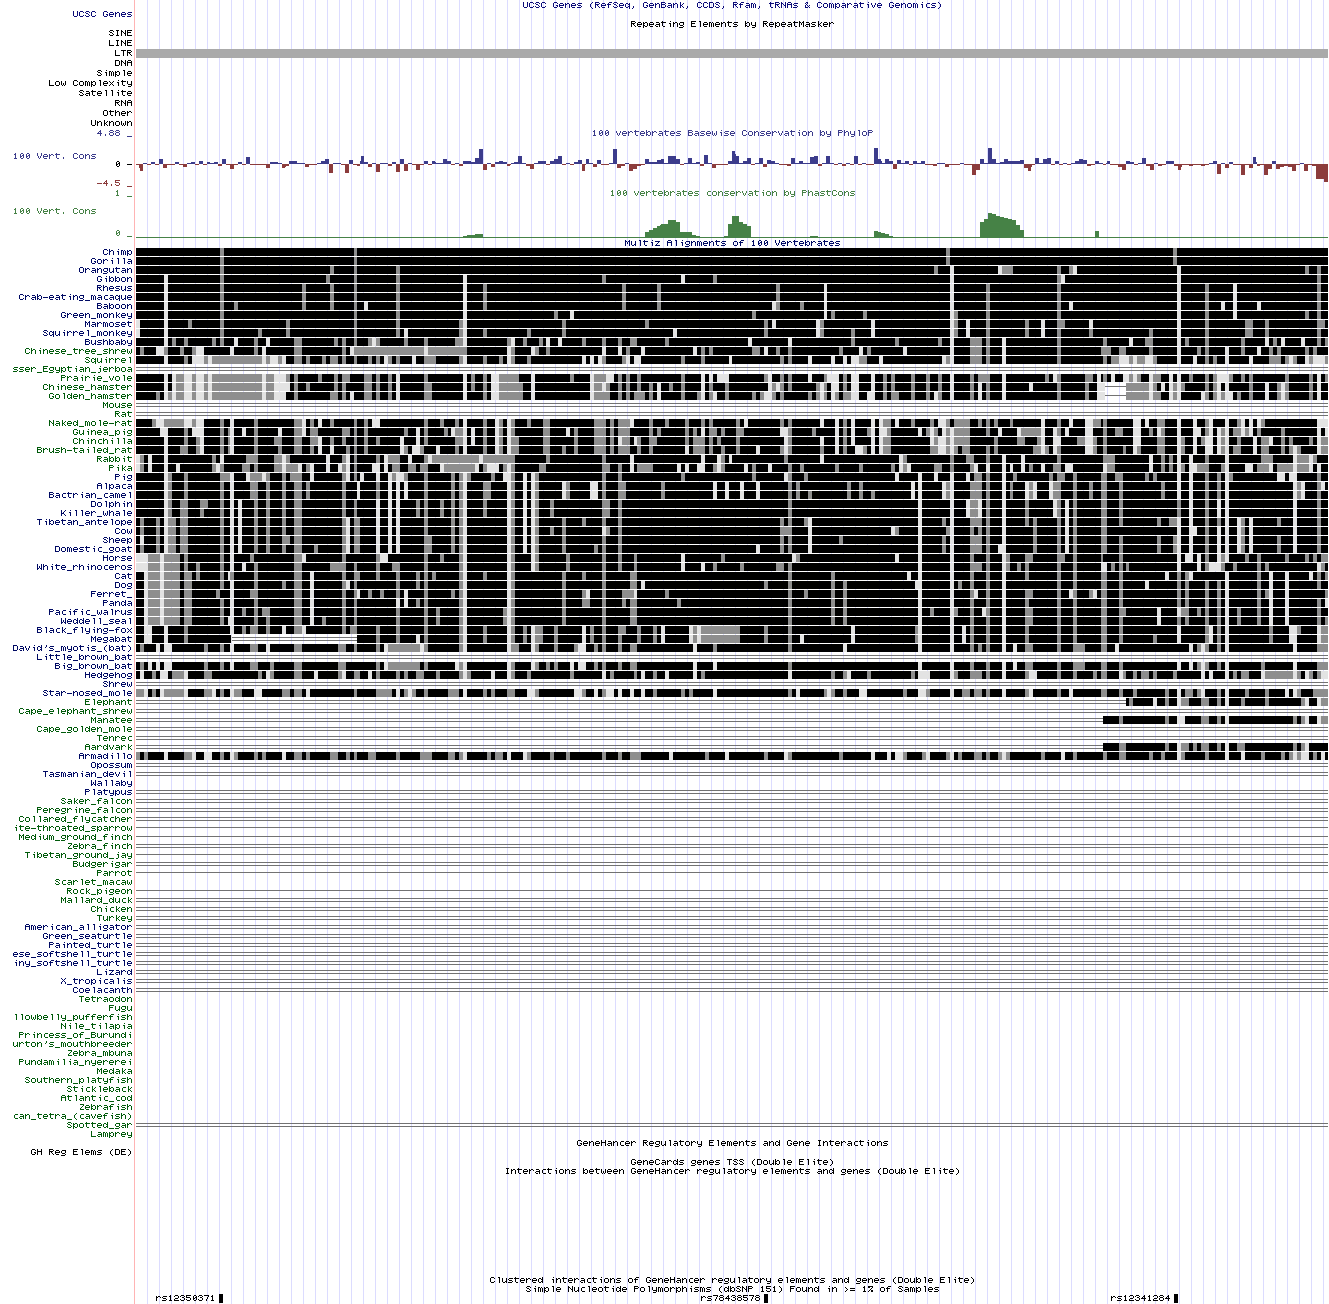 UCSC Genes (RefSeq, GenBank, CCDS, Rfam, tRNAs & Comparative Genomics)
UCSC Genes
Repeating Elements by RepeatMasker
SINE
LINE
LTR
DNA
Simple
Low Complexity
Satellite
RNA
Other
Unknown
4.88 _
100 vertebrates Basewise Conservation by PhyloP
100 Vert. Cons
0 _
-4.5 _
1 _
100 vertebrates conservation by PhastCons
100 Vert. Cons
0 _
Multiz Alignments of 100 Vertebrates
Chimp
Gorilla
Orangutan
Gibbon
Rhesus
Crab-eating_macaque
Baboon
Green_monkey
Marmoset
Squirrel_monkey
Bushbaby
Chinese_tree_shrew
Squirrel
sser_Egyptian_jerboa
Prairie_vole
Chinese_hamster
Golden_hamster
Mouse
Rat
Naked_mole-rat
Guinea_pig
Chinchilla
Brush-tailed_rat
Rabbit
Pika
Pig
Alpaca
Bactrian_camel
Dolphin
Killer_whale
Tibetan_antelope
Cow
Sheep
Domestic_goat
Horse
White_rhinoceros
Cat
Dog
Ferret_
Panda
Pacific_walrus
Weddell_seal
Black_flying-fox
Megabat
David's_myotis_(bat)
Little_brown_bat
Big_brown_bat
Hedgehog
Shrew
Star-nosed_mole
Elephant
Cape_elephant_shrew
Manatee
Cape_golden_mole
Tenrec
Aardvark
Armadillo
Opossum
Tasmanian_devil
Wallaby
Platypus
Saker_falcon
Peregrine_falcon
Collared_flycatcher
ite-throated_sparrow
Medium_ground_finch
Zebra_finch
Tibetan_ground_jay
Budgerigar
Parrot
Scarlet_macaw
Rock_pigeon
Mallard_duck
Chicken
Turkey
American_alligator
Green_seaturtle
Painted_turtle
ese_softshell_turtle
iny_softshell_turtle
Lizard
X_tropicalis
Coelacanth
Tetraodon
Fugu
llowbelly_pufferfish
Nile_tilapia
Princess_of_Burundi
urton's_mouthbreeder
Zebra_mbuna
Pundamilia_nyererei
Medaka
Southern_platyfish
Stickleback
Atlantic_cod
Zebrafish
can_tetra_(cavefish)
Spotted_gar
Lamprey
GeneHancer Regulatory Elements and Gene Interactions
GH Reg Elems (DE)
GeneCards genes TSS (Double Elite)
Interactions between GeneHancer regulatory elements and genes (Double Elite)
Clustered interactions of GeneHancer regulatory elements and genes (Double Elite)
Simple Nucleotide Polymorphisms (dbSNP 151) Found in >= 1% of Samples
rs12350371 rs78438578 rs12341284